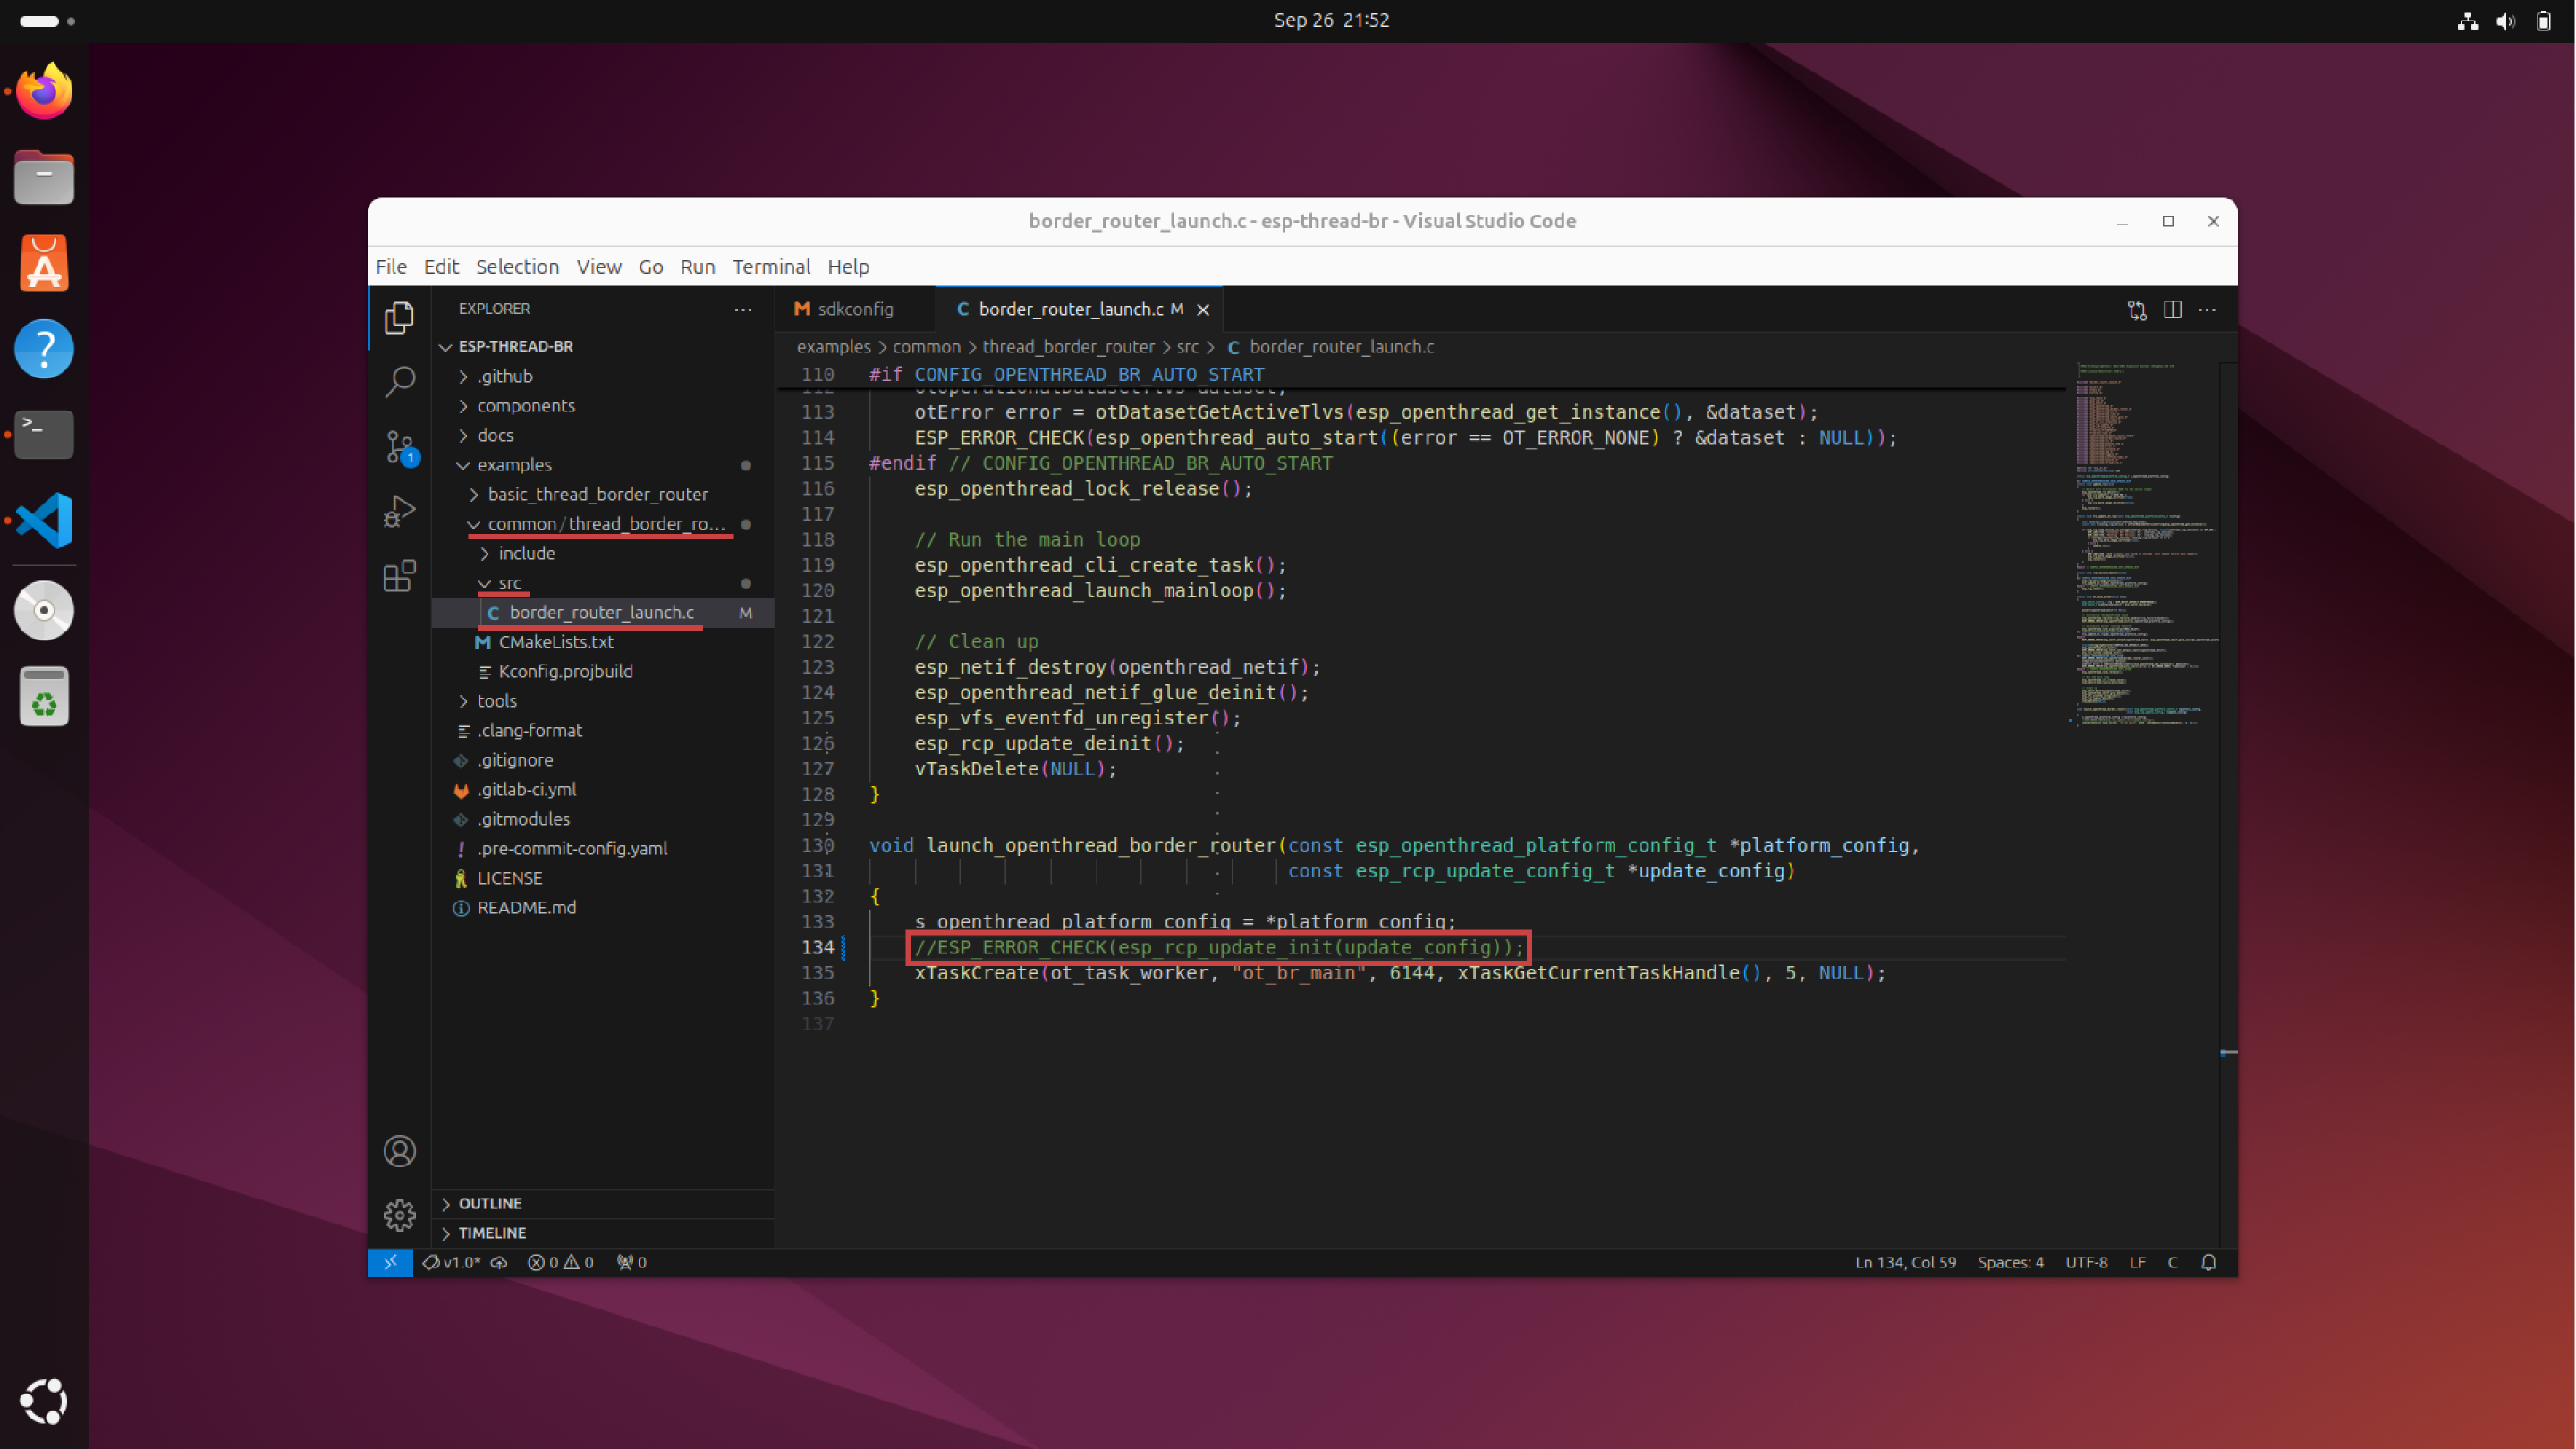 Sep 26 21:52
border_router_launch.c - esp-thread-br - Visual Studio Code
File Edit Selection View Go Run Terminal Help
EXPLORER
ESP-THREAD-BR
.github
components
docs
examples
basic_thread_border_router
common/thread_border_ro...
include
src
C border_router_launch.c M
M CMakeLists.txt
Kconfig.projbuild
tools
.clang-format
.gitignore
.gitlab-ci.yml
.gitmodules
! .pre-commit-config.yaml
LICENSE
README.md
OUTLINE
TIMELINE
1
M sdkconfig
C border_router_launch.c M
examples > common > thread_border_router > src > C border_router_launch.c
110 #if CONFIG_OPENTHREAD_BR_AUTO_START
112 otOperationalDatasetTlvs dataset;
113 otError error = otDatasetGetActiveTlvs(esp_openthread_get_instance(), &dataset);
114 ESP_ERROR_CHECK(esp_openthread_auto_start((error == OT_ERROR_NONE) ? &dataset : NULL));
115 #endif // CONFIG_OPENTHREAD_BR_AUTO_START
116 esp_openthread_lock_release();
117
118 // Run the main loop
119 esp_openthread_cli_create_task();
120 esp_openthread_launch_mainloop();
121
122 // Clean up
123 esp_netif_destroy(openthread_netif);
124 esp_openthread_netif_glue_deinit();
125 esp_vfs_eventfd_unregister();
126 esp_rcp_update_deinit();
127 vTaskDelete(NULL);
128 }
129
130 void launch_openthread_border_router(const esp_openthread_platform_config_t *platform_config,
131 const esp_rcp_update_config_t *update_config)
132 {
133 s_openthread_platform_config = *platform_config;
134 //ESP_ERROR_CHECK(esp_rcp_update_init(update_config));
135 xTaskCreate(ot_task_worker, "ot_br_main", 6144, xTaskGetCurrentTaskHandle(), 5, NULL);
136 }
137
v1.0* 0 0 0
Ln 134, Col 59 Spaces: 4 UTF-8 LF C